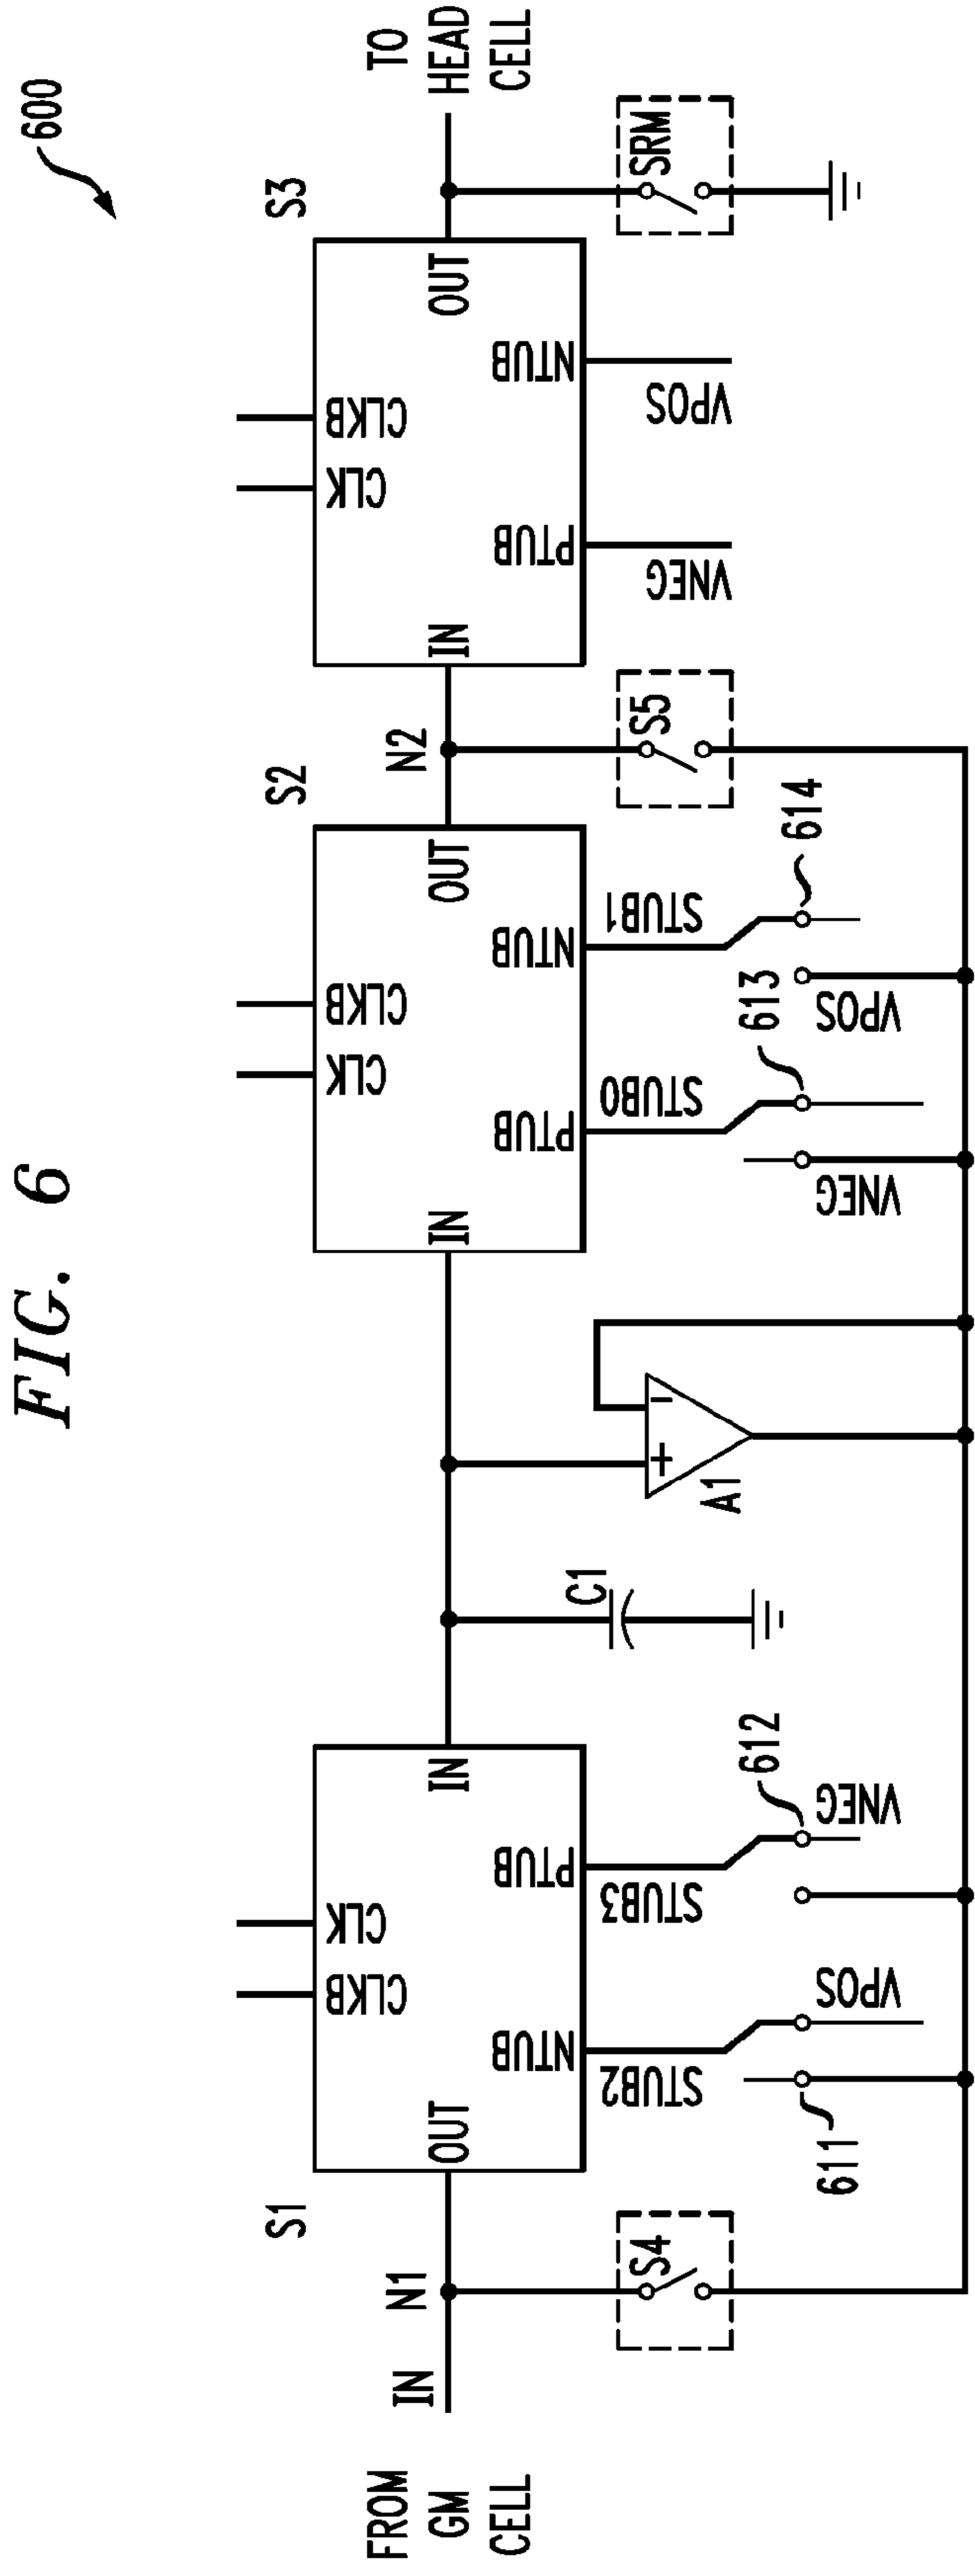 FIG. 6
600
FROM
GM
CELL
IN
N1
S1
OUT
CLKB
CLK
IN
NTUB
PTUB
STUB2
STUB3
VPOS
VNEG
611
612
S4
C1
A1
+
-
S2
IN
CLK
CLKB
OUT
PTUB
NTUB
STUB0
STUB1
VNEG
VPOS
613
614
N2
S5
S3
IN
CLK
CLKB
OUT
PTUB
NTUB
VNEG
VPOS
SRM
TO
HEAD
CELL